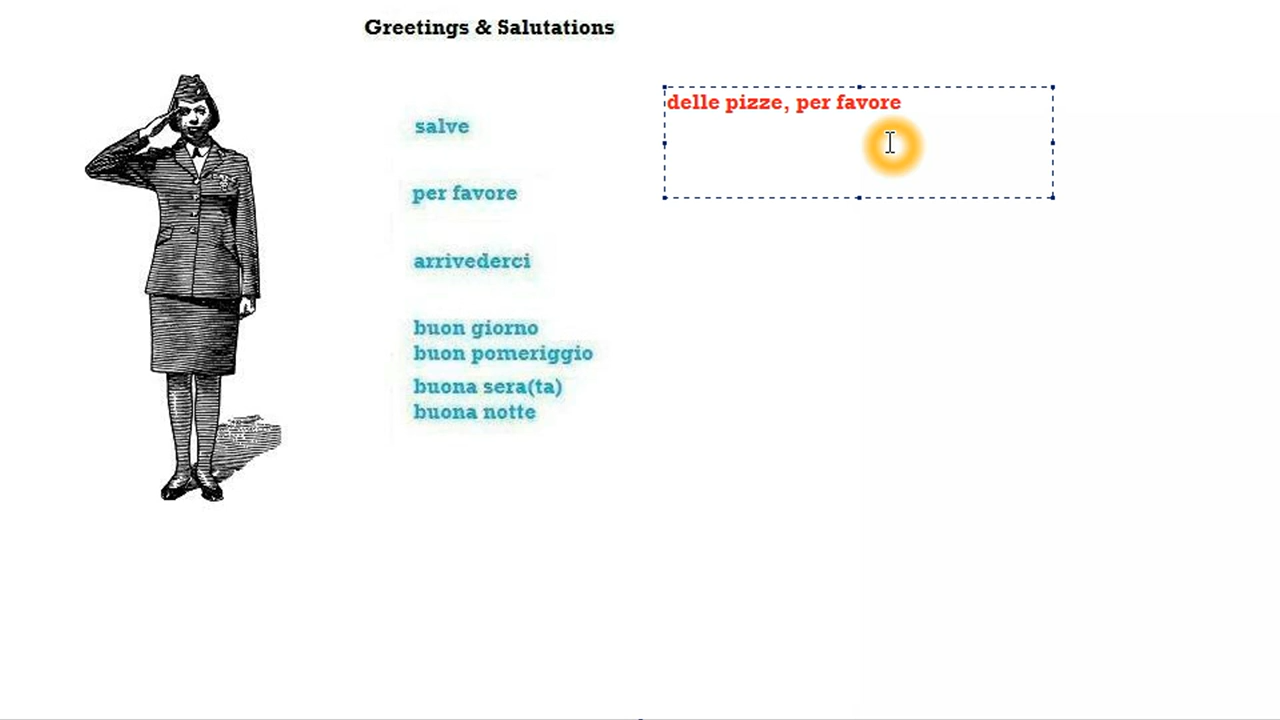 Greetings & Salutations
salve
per favore
arrivederci
buon giorno
buon pomeriggio
buona sera(ta)
buona notte
delle pizze, per favore